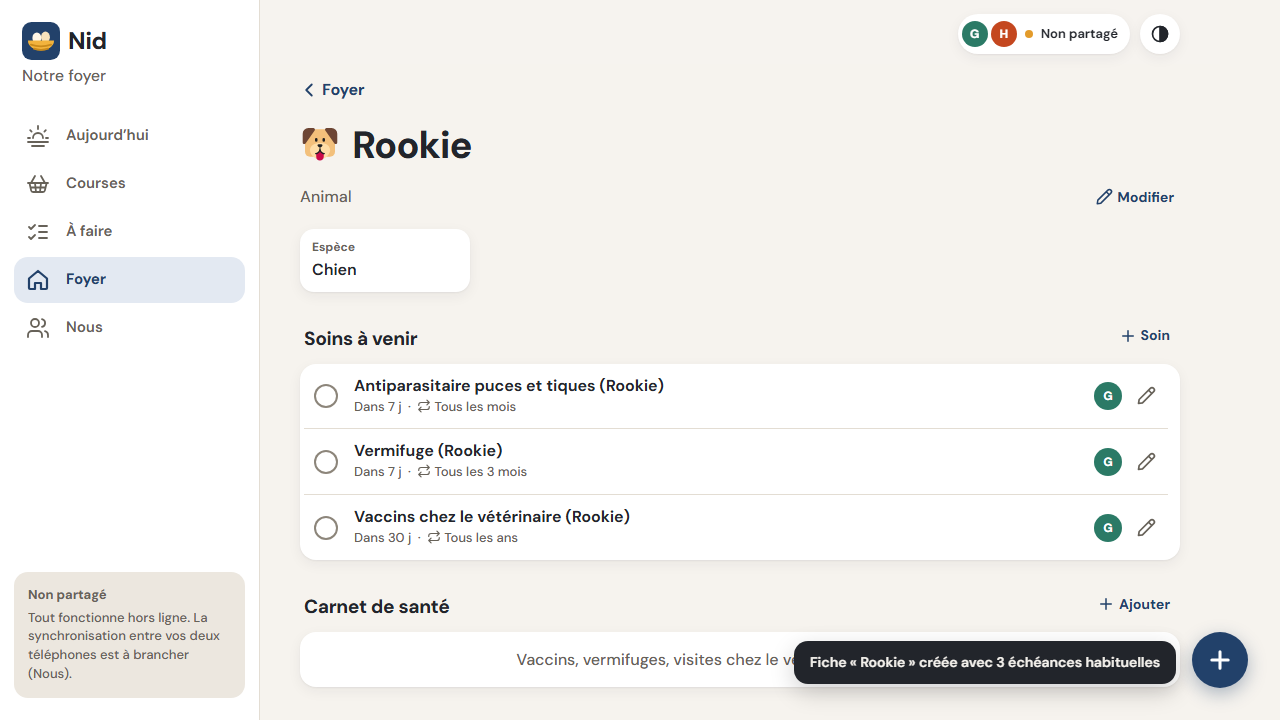 Nid
Notre foyer
Aujourd’hui
Courses
À faire
Foyer
Nous
Non partagé
Tout fonctionne hors ligne. La
synchronisation entre vos deux
téléphones est à brancher
(Nous).
G H Non partagé
Foyer
Rookie
Animal
Modifier
Espèce
Chien
Soins à venir
+ Soin
Antiparasitaire puces et tiques (Rookie)
Dans 7 j · Tous les mois
G
Vermifuge (Rookie)
Dans 7 j · Tous les 3 mois
G
Vaccins chez le vétérinaire (Rookie)
Dans 30 j · Tous les ans
G
Carnet de santé
+ Ajouter
Vaccins, vermifuges, visites chez le
Fiche « Rookie » créée avec 3 échéances habituelles